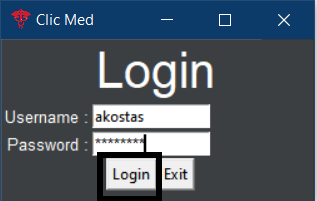 Clic Med
Login
Username : akostas
Password : ********
Login Exit